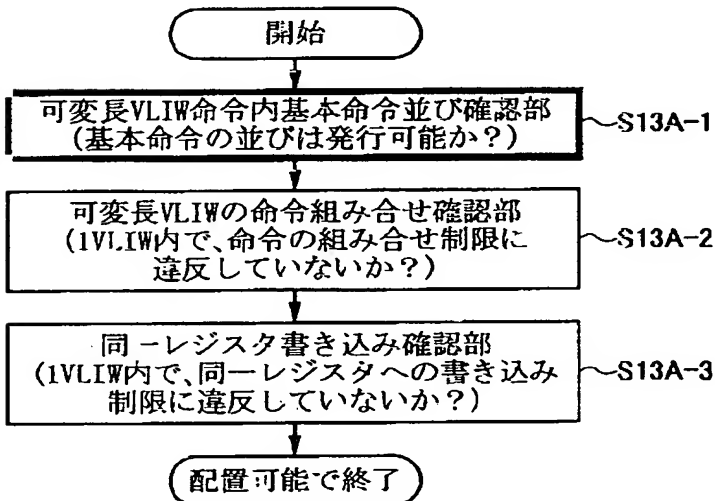 開始
可変長VLIW命令内基本命令並び確認部
(基本命令の並びは発行可能か?)
S13A-1
可変長VLIWの命令組み合せ確認部
(1VLIW内で、命令の組み合せ制限に
違反していないか?)
S13A-2
同一レジスタ書き込み確認部
(1VLIW内で、同一レジスタへの書き込み
制限に違反していないか?)
S13A-3
配置可能で終了